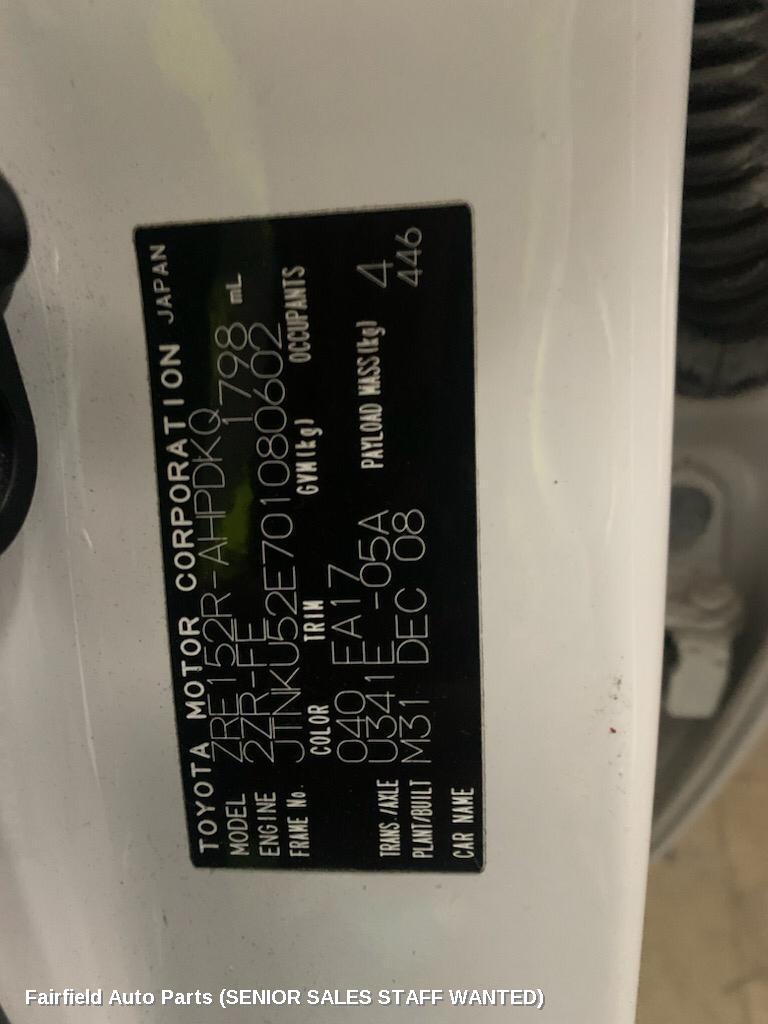 TOYOTA MOTOR CORPORATION JAPAN
MODEL ZRE152R-AHPDKQ
ENGINE 2ZR-FE 1798 mL
FRAME No. JTNKU52E701080602
COLOR TRIM GVM(kg) OCCUPANTS
040 EA17
TRANS./AXLE U341E -05A PAYLOAD MASS(kg) 4
PLANT/BUILT M31 DEC 08 446
CAR NAME
Fairfield Auto Parts (SENIOR SALES STAFF WANTED)